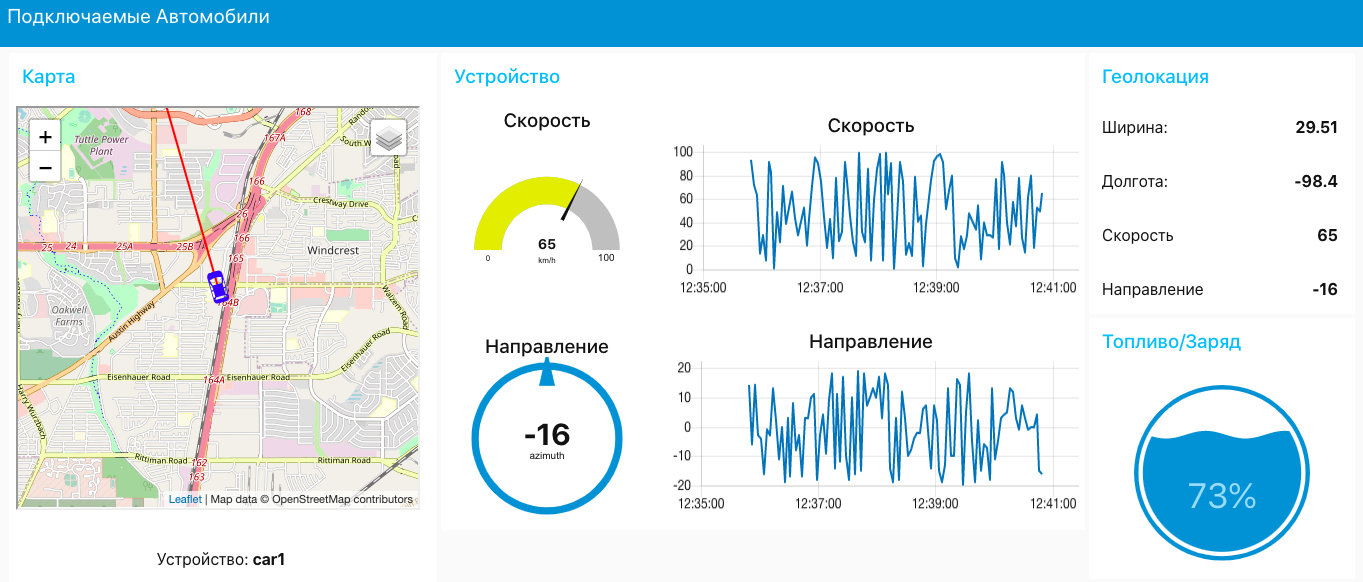 Подключаемые Автомобили
Карта
+
−
Tuttle Power
Plant
168
167A
South W
166
26
166
165
Crestway Drive
Windcrest
25
24
25A
25B
164B
Oakwell
Farms
Austin Highway
Walzem Road
Eisenhauer Road
164A
Eisenhauer Road
Eisenhauer Road
Harry Wurzbach
Rittiman Road
162
163
Rittiman Road
Leaflet | Map data © OpenStreetMap contributors
Устройство: car1
Устройство
Скорость
65
km/h
0
100
Скорость
100
80
60
40
20
0
12:35:00
12:37:00
12:39:00
12:41:00
Направление
-16
azimuth
Направление
20
10
0
-10
-20
12:35:00
12:37:00
12:39:00
12:41:00
Геолокация
Ширина: 29.51
Долгота: -98.4
Скорость 65
Направление -16
Топливо/Заряд
73%